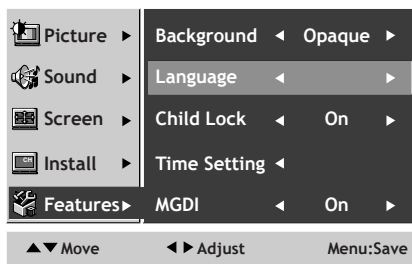 Picture ▶ Background ◀ Opaque ▶
Sound ▶ Language ◀ ▶
Screen ▶ Child Lock ◀ On ▶
CH Install ▶ Time Setting ◀
Features ▶ MGDI ◀ On ▶
▲▼ Move ◀ ▶ Adjust Menu:Save